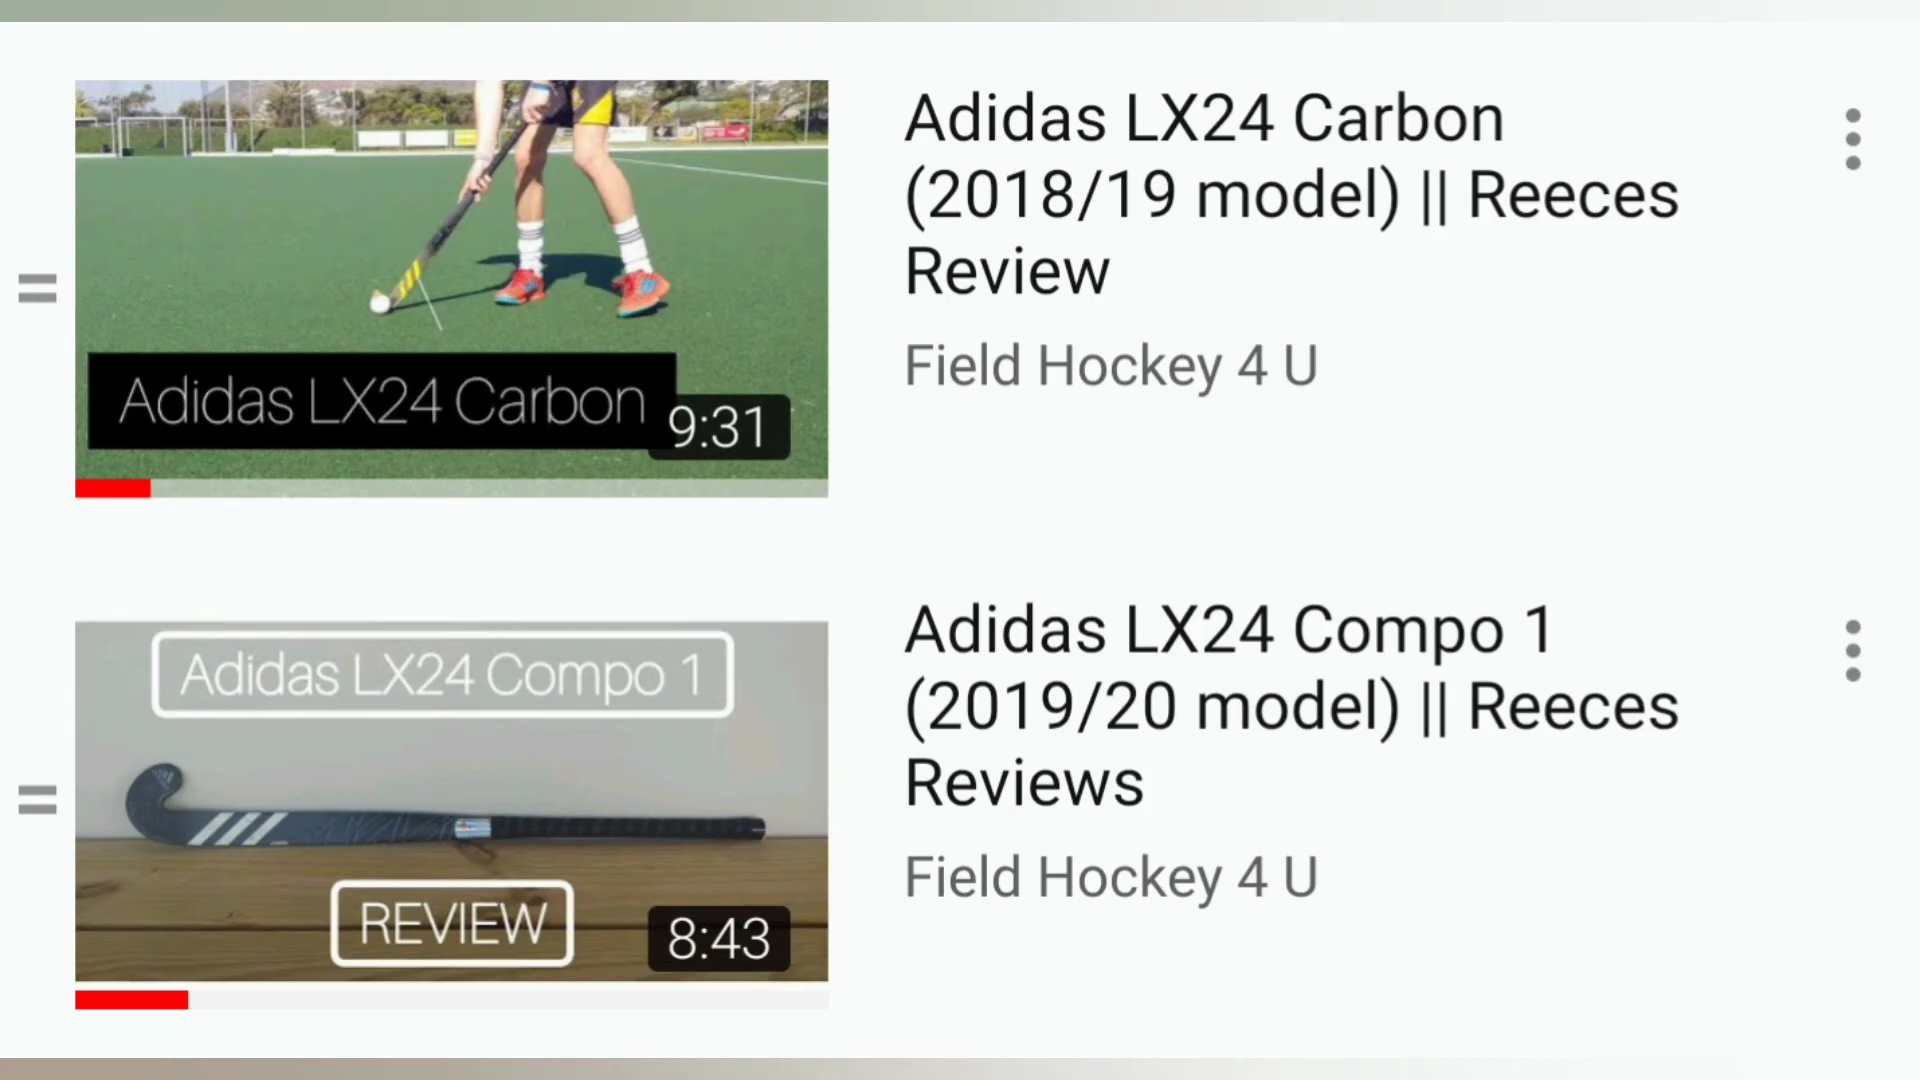 Adidas LX24 Carbon
9:31
Adidas LX24 Carbon
(2018/19 model) || Reeces
Review
Field Hockey 4 U
Adidas LX24 Compo 1
REVIEW
8:43
Adidas LX24 Compo 1
(2019/20 model) || Reeces
Reviews
Field Hockey 4 U